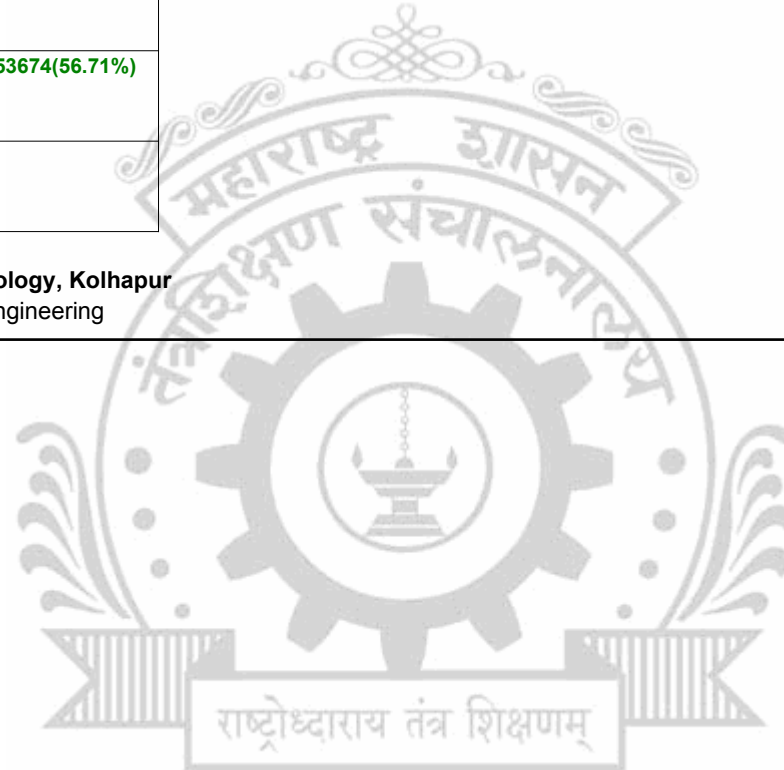 53674(56.71%)
महाराष्ट्र शासन
तंत्रशिक्षण संचालनालय
ology, Kolhapur
ngineering
राष्ट्रोध्दाराय तंत्र शिक्षणम्